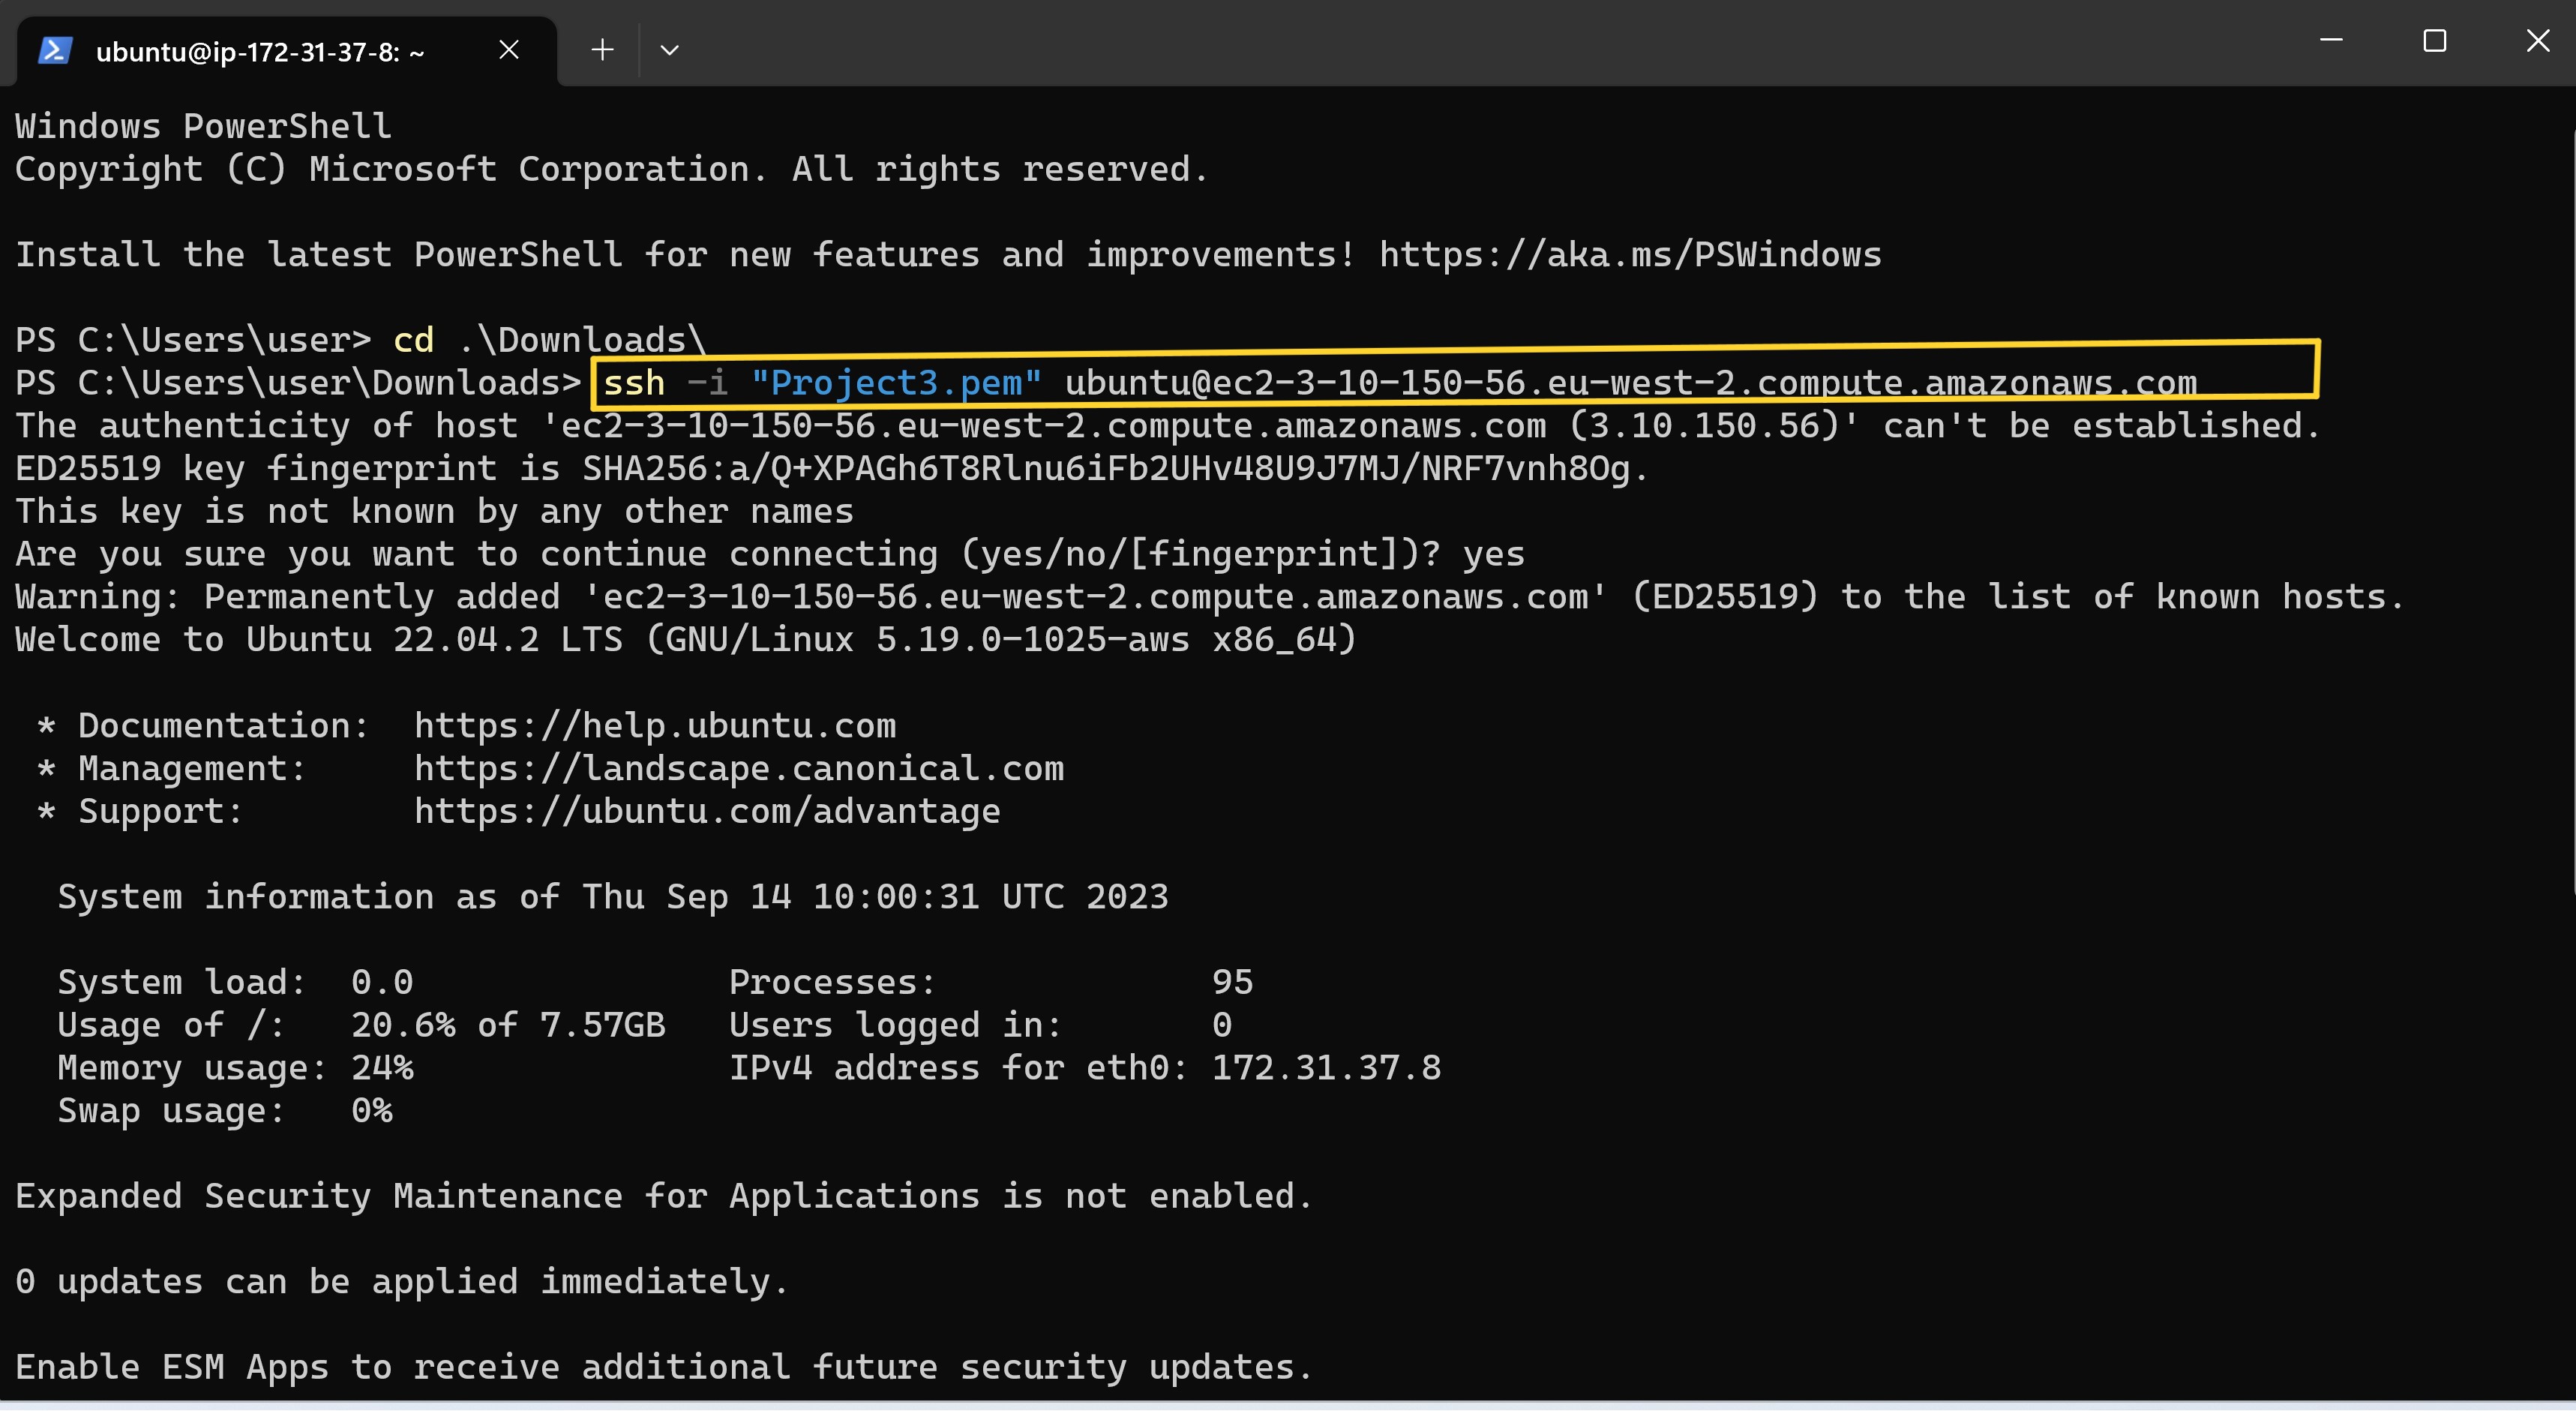 ubuntu@ip-172-31-37-8: ~
Windows PowerShell
Copyright (C) Microsoft Corporation. All rights reserved.
Install the latest PowerShell for new features and improvements! https://aka.ms/PSWindows
PS C:\Users\user> cd .\Downloads\
PS C:\Users\user\Downloads> ssh -i "Project3.pem" ubuntu@ec2-3-10-150-56.eu-west-2.compute.amazonaws.com
The authenticity of host 'ec2-3-10-150-56.eu-west-2.compute.amazonaws.com (3.10.150.56)' can't be established.
ED25519 key fingerprint is SHA256:a/Q+XPAGh6T8Rlnu6iFb2UHv48U9J7MJ/NRF7vnh8Og.
This key is not known by any other names
Are you sure you want to continue connecting (yes/no/[fingerprint])? yes
Warning: Permanently added 'ec2-3-10-150-56.eu-west-2.compute.amazonaws.com' (ED25519) to the list of known hosts.
Welcome to Ubuntu 22.04.2 LTS (GNU/Linux 5.19.0-1025-aws x86_64)
* Documentation:  https://help.ubuntu.com
* Management:     https://landscape.canonical.com
* Support:        https://ubuntu.com/advantage
System information as of Thu Sep 14 10:00:31 UTC 2023
System load:  0.0               Processes:             95
Usage of /:   20.6% of 7.57GB   Users logged in:       0
Memory usage: 24%               IPv4 address for eth0: 172.31.37.8
Swap usage:   0%
Expanded Security Maintenance for Applications is not enabled.
0 updates can be applied immediately.
Enable ESM Apps to receive additional future security updates.